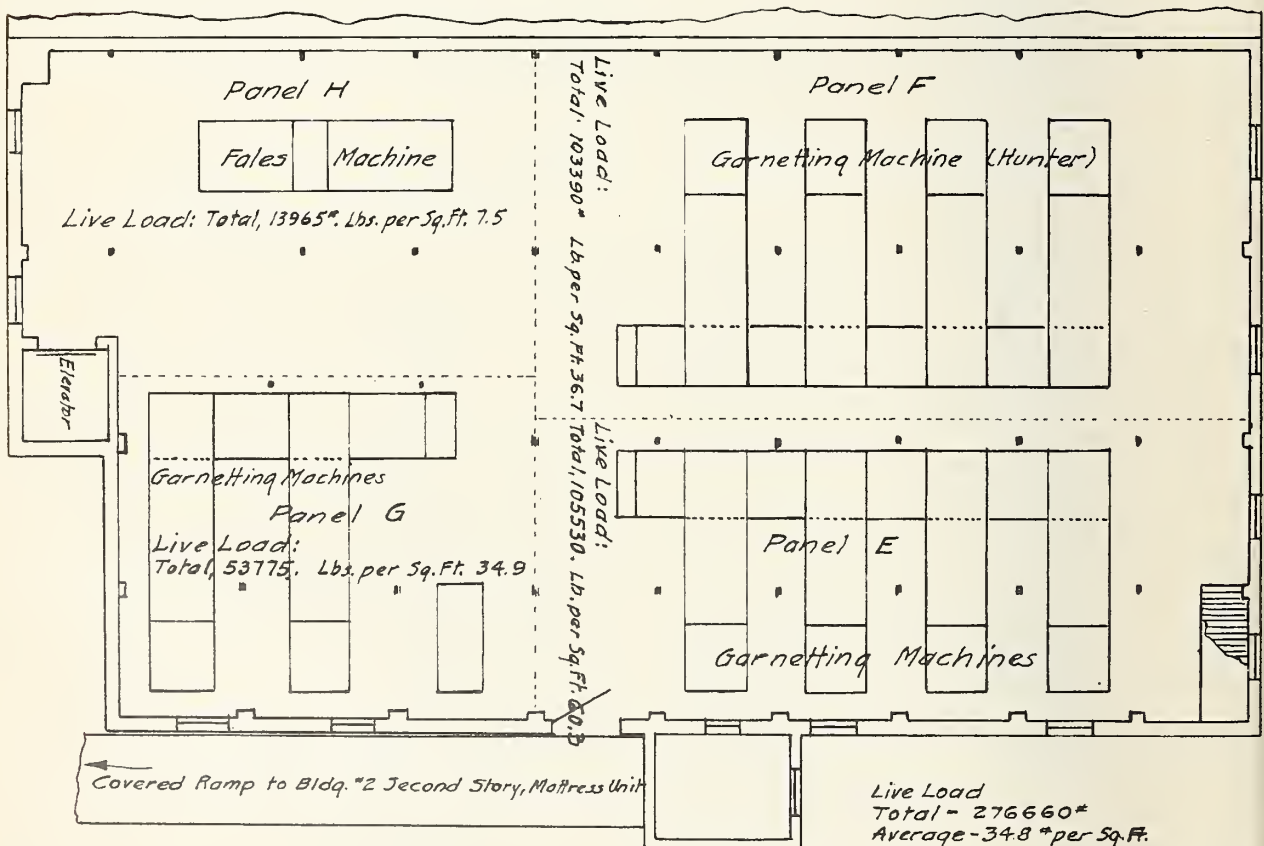 Panel H
Fales Machine
Live Load: Total, 13965#. Lbs. per Sq.Ft. 7.5
Live Load:
Total: 103390# Lb. per Sq. Ft. 36.7
Panel F
Garnetting Machine (Hunter)
Elevator
Garnetting Machines
Panel G
Live Load:
Total, 53775. Lbs. per Sq. Ft. 34.9
Live Load:
Total, 105530. Lb. per Sq. Ft. 60.3
Panel E
Garnetting Machines
Covered Ramp to Bldg. #2 Second Story, Mattress Unit
Live Load
Total - 276660#
Average - 34.8 # per Sq. Ft.